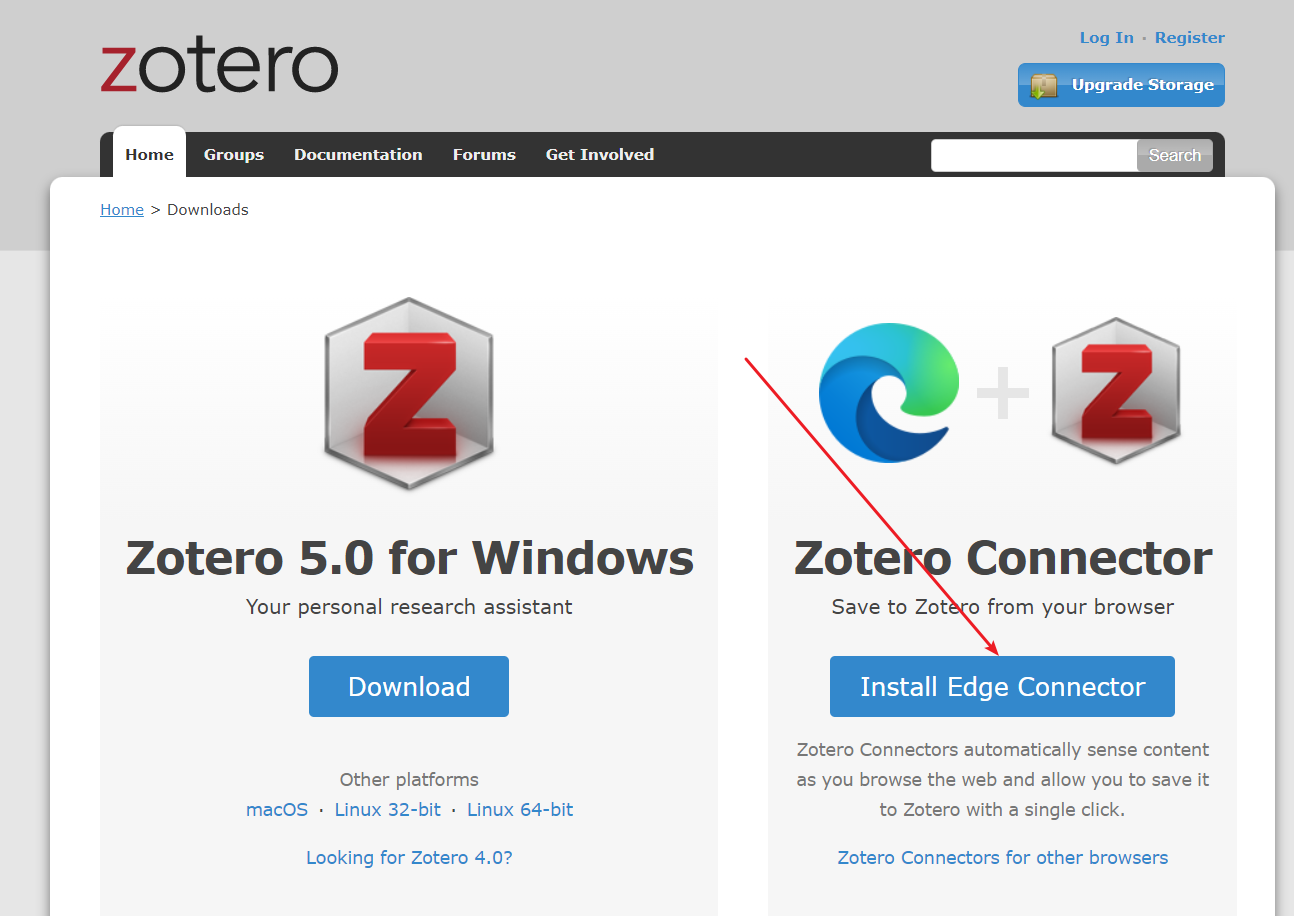 zotero
Log In · Register
Upgrade Storage
Home Groups Documentation Forums Get Involved Search
Home > Downloads
Zotero 5.0 for Windows
Your personal research assistant
Download
Other platforms
macOS · Linux 32-bit · Linux 64-bit
Looking for Zotero 4.0?
Zotero Connector
Save to Zotero from your browser
Install Edge Connector
Zotero Connectors automatically sense content
as you browse the web and allow you to save it
to Zotero with a single click.
Zotero Connectors for other browsers